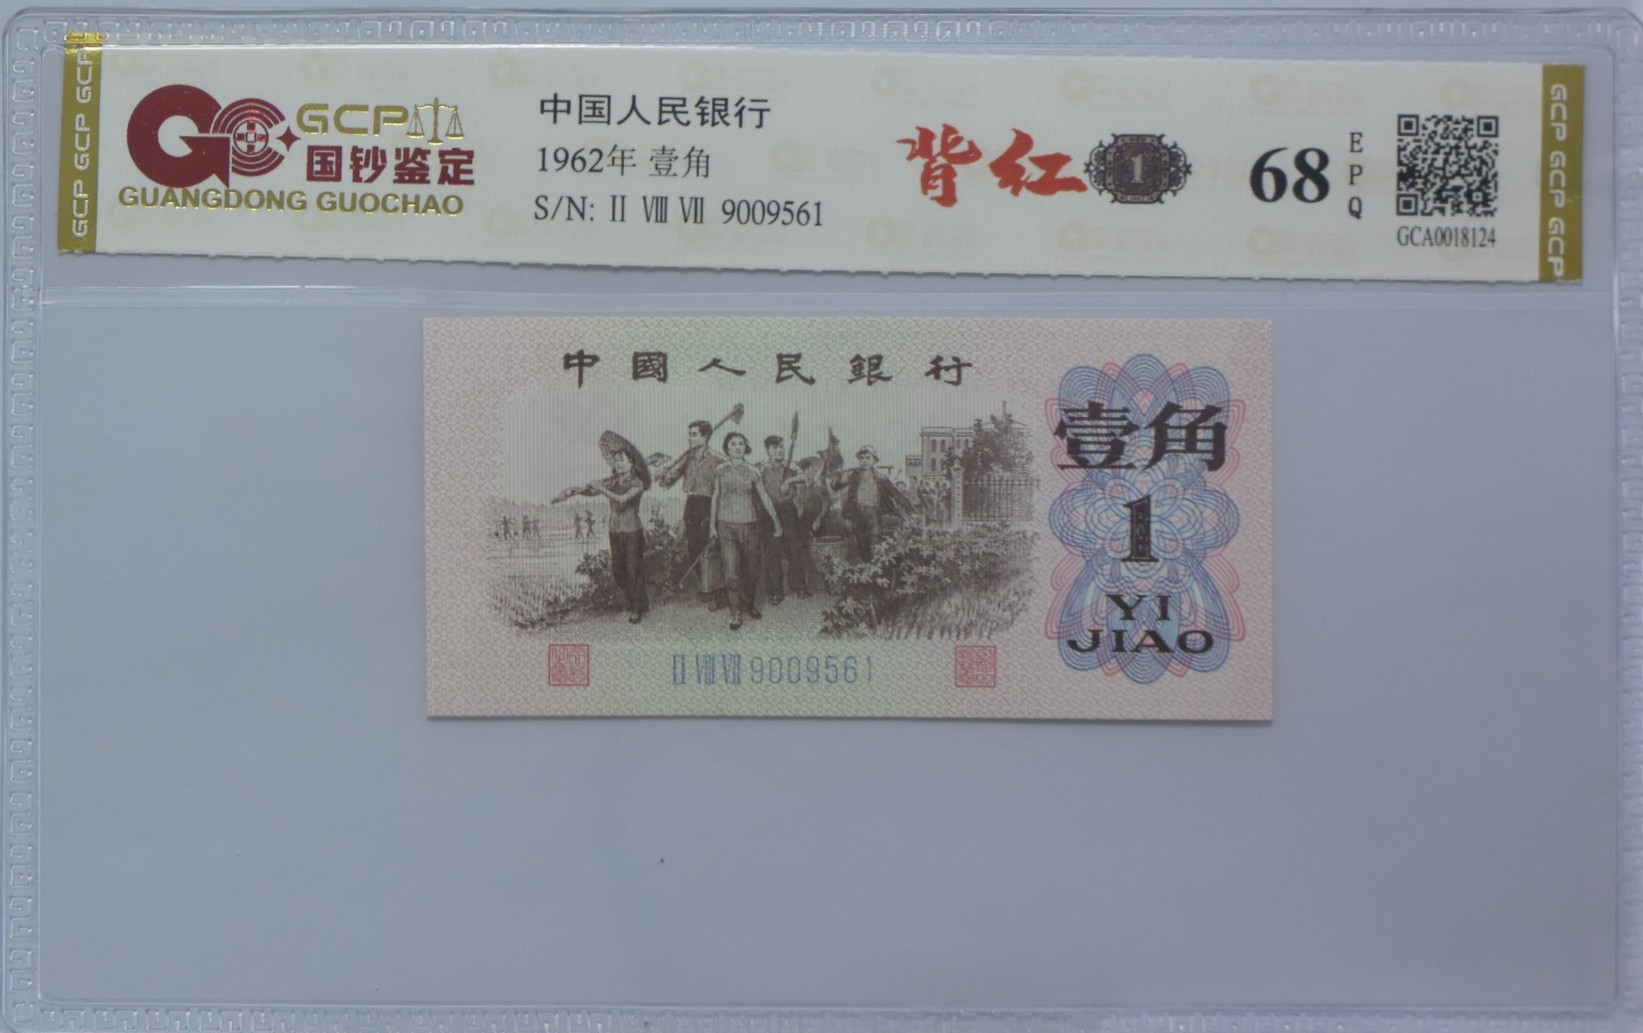 GCP GCP GCP
GCP
国钞鉴定
GUANGDONG GUOCHAO
中国人民银行
1962年 壹角
S/N: II VIII VII 9009561
背红
1
68
EPQ
GCA0018124
GCP GCP GCP
中國人民銀行
壹角
1
YI
JIAO
II VIII VII 9009561